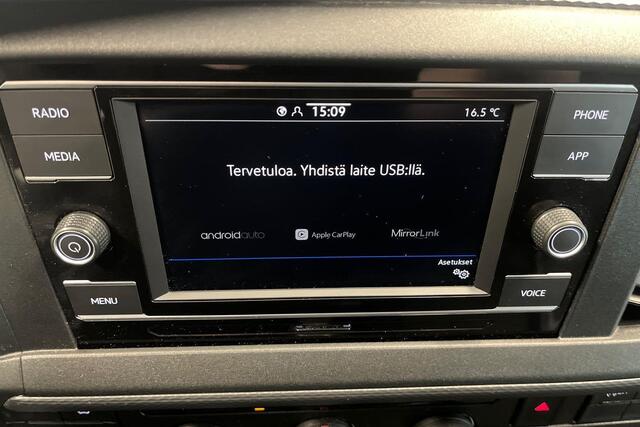 RADIO
15:09
16.5 °C
PHONE
MEDIA
APP
Tervetuloa. Yhdistä laite USB:llä.
androidauto
Apple CarPlay
MirrorLink
Asetukset
MENU
VOICE